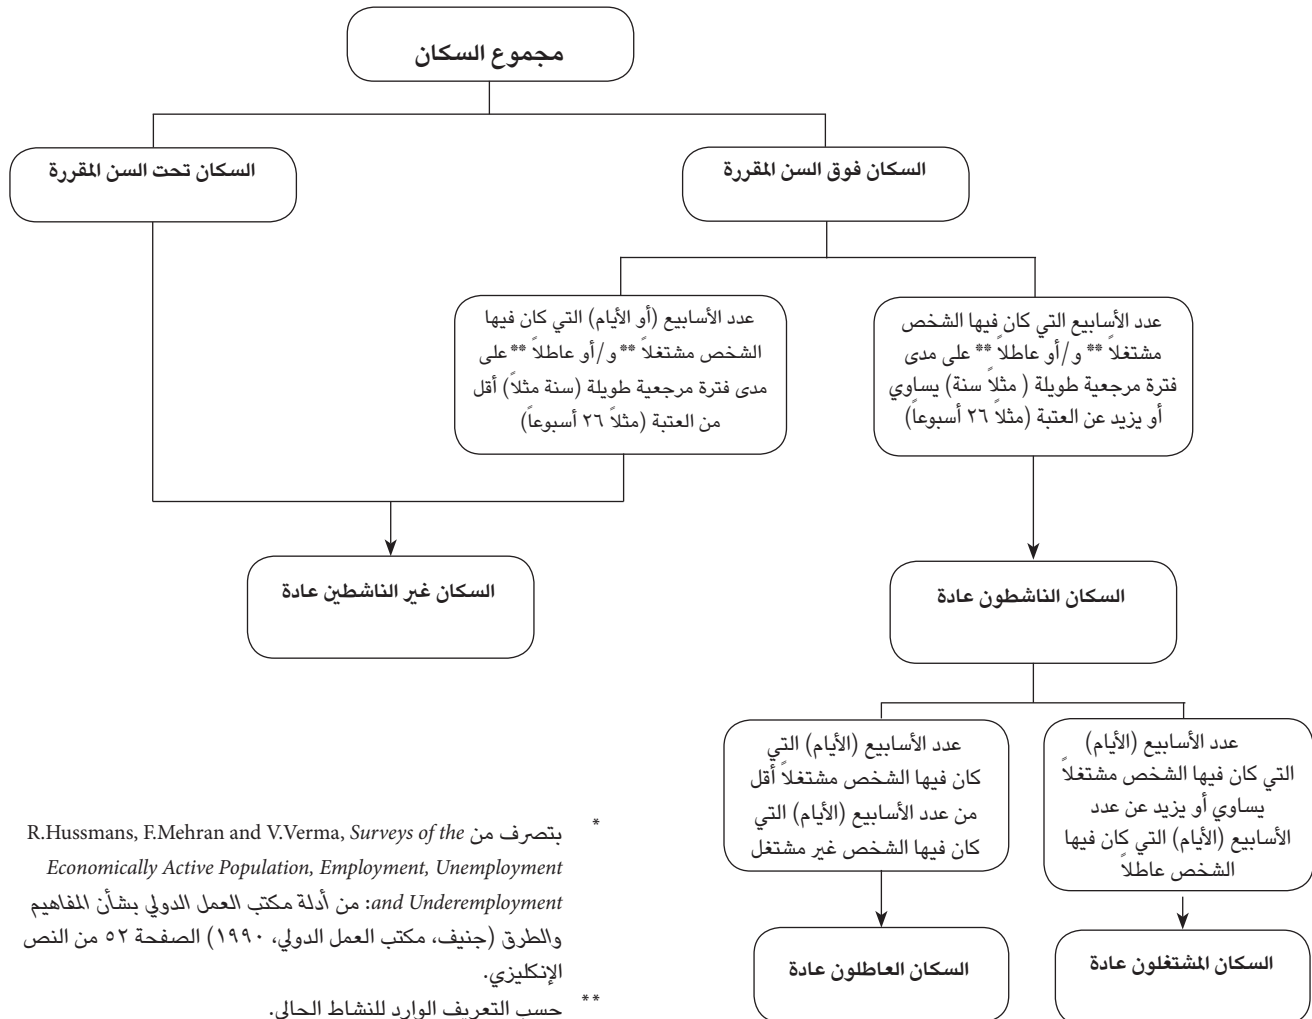 مجموع السكان
السكان فوق السن المقررة
السكان تحت السن المقررة
عدد الأسابيع التي كان فيها الشخص
مشتغلاً ** و/أو عاطلاً ** على مدى
فترة مرجعية طويلة ( مثلاً سنة) يساوي
أو يزيد عن العتبة (مثلاً ٢٦ أسبوعاً)
عدد الأسابيع (أو الأيام) التي كان فيها
الشخص مشتغلاً ** و/أو عاطلاً ** على
مدى فترة مرجعية طويلة (سنة مثلاً) أقل
من العتبة (مثلاً ٢٦ أسبوعاً)
السكان الناشطون عادة
السكان غير الناشطين عادة
عدد الأسابيع (الأيام)
التي كان فيها الشخص مشتغلاً
يساوي أو يزيد عن عدد
الأسابيع (الأيام) التي كان فيها
الشخص عاطلاً
عدد الأسابيع (الأيام) التي
كان فيها الشخص مشتغلاً أقل
من عدد الأسابيع (الأيام) التي
كان فيها الشخص غير مشتغل
السكان المشتغلون عادة
السكان العاطلون عادة
* بتصرف من R.Hussmans, F.Mehran and V.Verma, Surveys of the
Economically Active Population, Employment, Unemployment
and Underemployment: من أدلة مكتب العمل الدولي بشأن المفاهيم
والطرق (جنيف، مكتب العمل الدولي، ١٩٩٠) الصفحة ٥٢ من النص
الإنكليزي.
** حسب التعريف الوارد للنشاط الحالي.